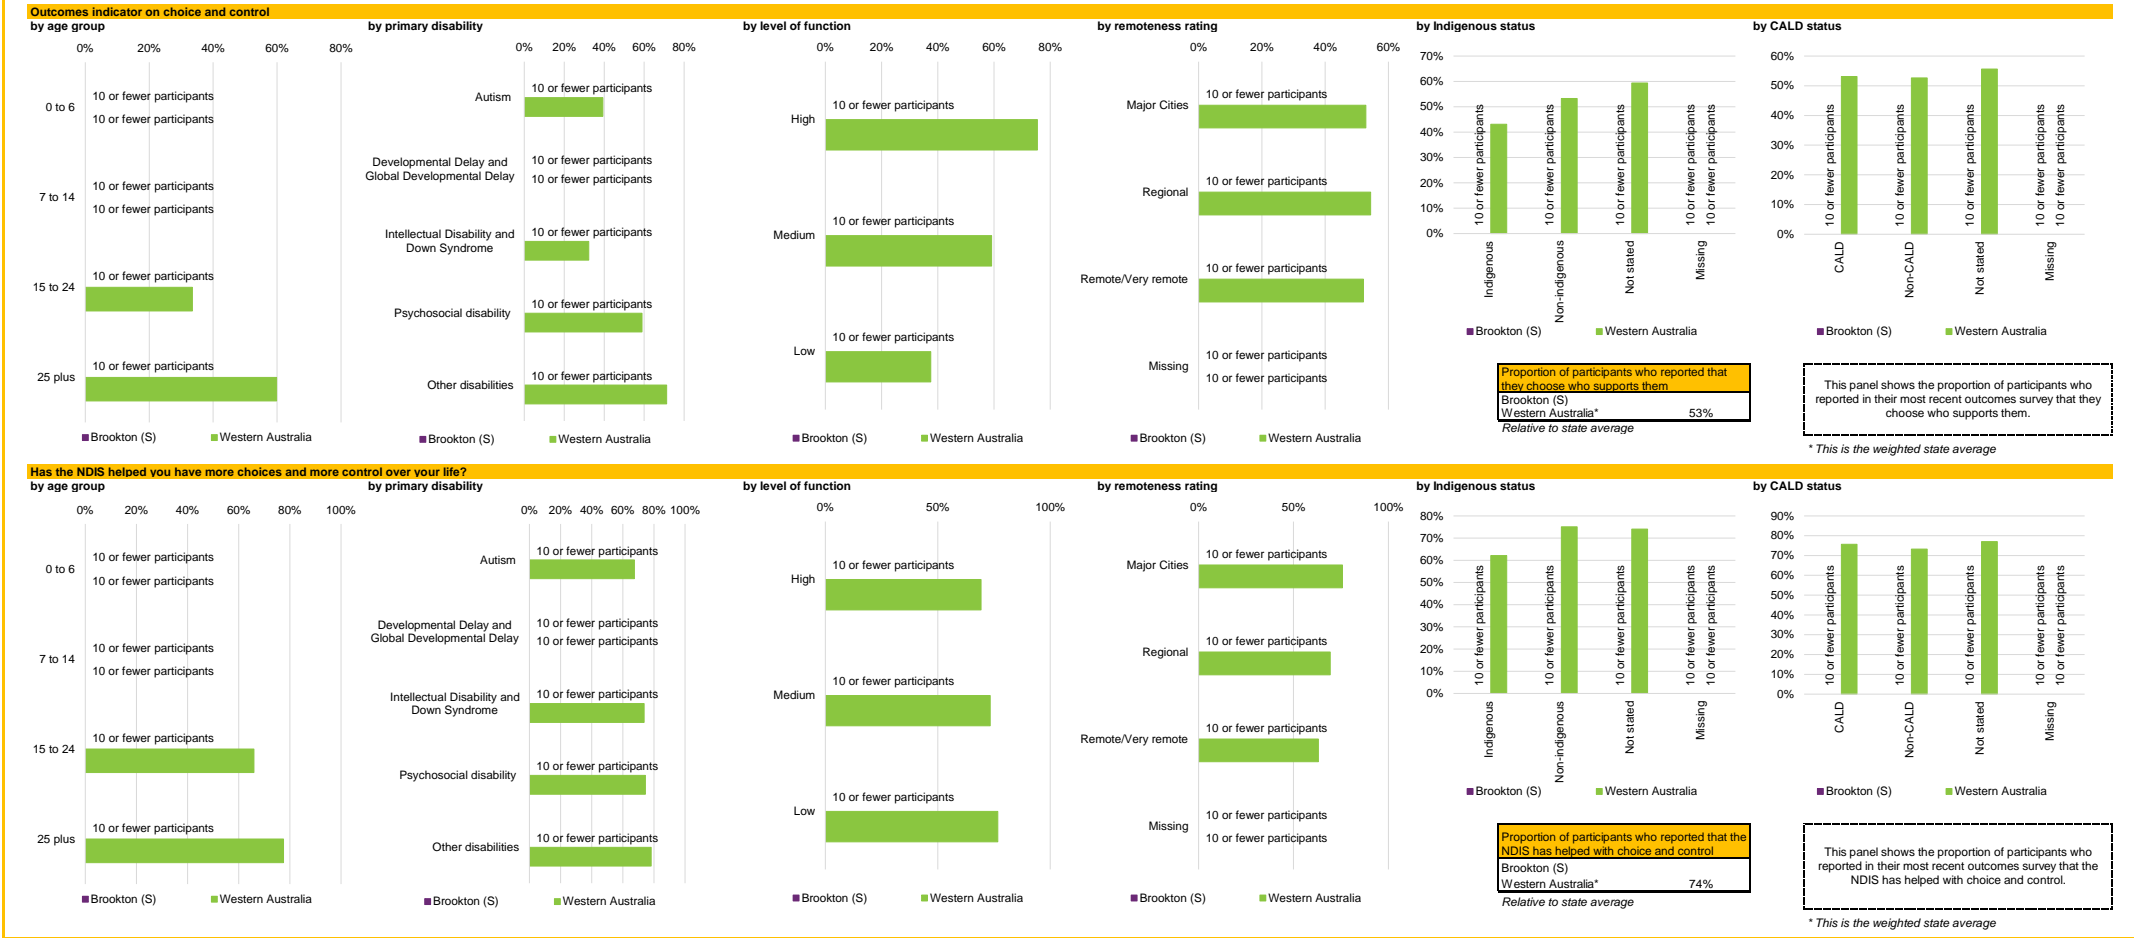 Outcomes indicator on choice and control
by age group
0%
20%
40%
60%
80%
0 to 6
10 or fewer participants
10 or fewer participants
7 to 14
10 or fewer participants
10 or fewer participants
15 to 24
10 or fewer participants
25 plus
10 or fewer participants
Brookton (S)
Western Australia
by primary disability
0%
20%
40%
60%
80%
Autism
10 or fewer participants
Developmental Delay and
Global Developmental Delay
10 or fewer participants
10 or fewer participants
Intellectual Disability and
Down Syndrome
10 or fewer participants
Psychosocial disability
10 or fewer participants
Other disabilities
10 or fewer participants
Brookton (S)
Western Australia
by level of function
0%
20%
40%
60%
80%
High
10 or fewer participants
Medium
10 or fewer participants
Low
10 or fewer participants
Brookton (S)
Western Australia
by remoteness rating
0%
20%
40%
60%
Major Cities
10 or fewer participants
Regional
10 or fewer participants
Remote/Very remote
10 or fewer participants
Missing
10 or fewer participants
10 or fewer participants
Brookton (S)
Western Australia
by Indigenous status
70%
60%
50%
40%
30%
20%
10%
0%
10 or fewer participants
10 or fewer participants
10 or fewer participants
10 or fewer participants
10 or fewer participants
Indigenous
Non-indigenous
Not stated
Missing
Brookton (S)
Western Australia
Proportion of participants who reported that
they choose who supports them
Brookton (S)
Western Australia* 53%
Relative to state average
by CALD status
60%
50%
40%
30%
20%
10%
0%
10 or fewer participants
10 or fewer participants
10 or fewer participants
10 or fewer participants
10 or fewer participants
CALD
Non-CALD
Not stated
Missing
Brookton (S)
Western Australia
This panel shows the proportion of participants who
reported in their most recent outcomes survey that they
choose who supports them.
* This is the weighted state average
Has the NDIS helped you have more choices and more control over your life?
by age group
0%
20%
40%
60%
80%
100%
0 to 6
10 or fewer participants
10 or fewer participants
7 to 14
10 or fewer participants
10 or fewer participants
15 to 24
10 or fewer participants
25 plus
10 or fewer participants
Brookton (S)
Western Australia
by primary disability
0%
20%
40%
60%
80%
100%
Autism
10 or fewer participants
Developmental Delay and
Global Developmental Delay
10 or fewer participants
10 or fewer participants
Intellectual Disability and
Down Syndrome
10 or fewer participants
Psychosocial disability
10 or fewer participants
Other disabilities
10 or fewer participants
Brookton (S)
Western Australia
by level of function
0%
50%
100%
High
10 or fewer participants
Medium
10 or fewer participants
Low
10 or fewer participants
Brookton (S)
Western Australia
by remoteness rating
0%
50%
100%
Major Cities
10 or fewer participants
Regional
10 or fewer participants
Remote/Very remote
10 or fewer participants
Missing
10 or fewer participants
10 or fewer participants
Brookton (S)
Western Australia
by Indigenous status
80%
70%
60%
50%
40%
30%
20%
10%
0%
10 or fewer participants
10 or fewer participants
10 or fewer participants
10 or fewer participants
10 or fewer participants
Indigenous
Non-indigenous
Not stated
Missing
Brookton (S)
Western Australia
Proportion of participants who reported that the
NDIS has helped with choice and control
Brookton (S)
Western Australia* 74%
Relative to state average
by CALD status
90%
80%
70%
60%
50%
40%
30%
20%
10%
0%
10 or fewer participants
10 or fewer participants
10 or fewer participants
10 or fewer participants
10 or fewer participants
CALD
Non-CALD
Not stated
Missing
Brookton (S)
Western Australia
This panel shows the proportion of participants who
reported in their most recent outcomes survey that the
NDIS has helped with choice and control.
* This is the weighted state average